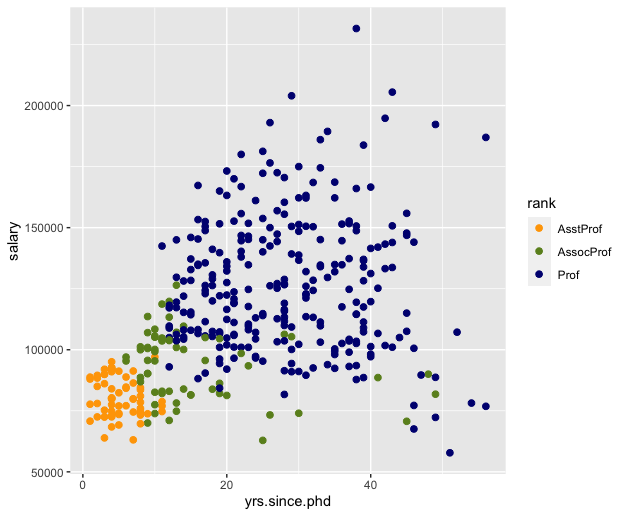 200000
150000
100000
50000
salary
0
20
40
yrs.since.phd
rank
AsstProf
AssocProf
Prof